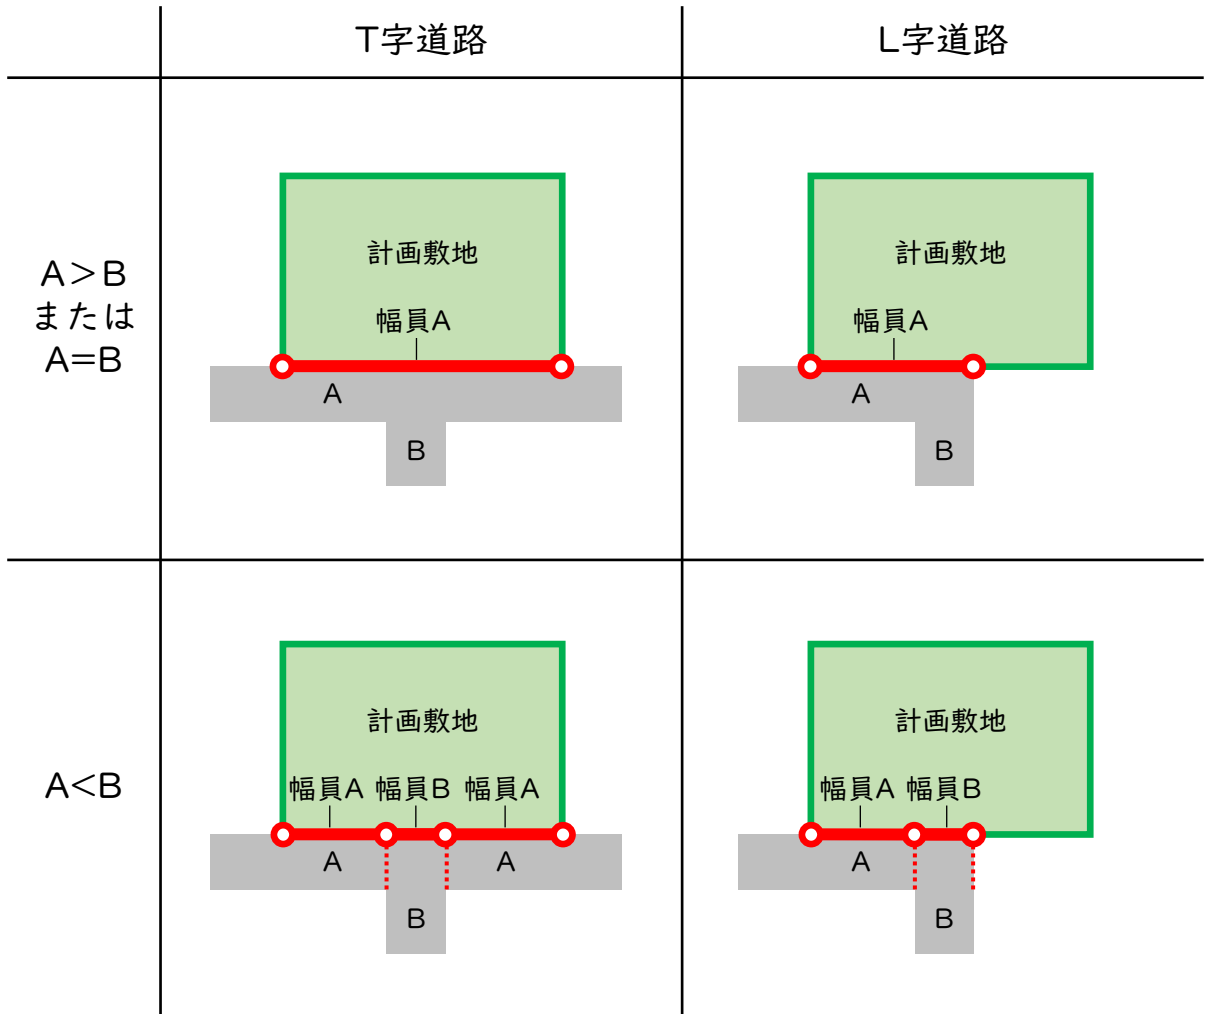 T字道路
L字道路
A>B
または
A=B
計画敷地
幅員A
A
B
計画敷地
幅員A
A
B
A<B
計画敷地
幅員A 幅員B 幅員A
A A
B
計画敷地
幅員A 幅員B
A
B